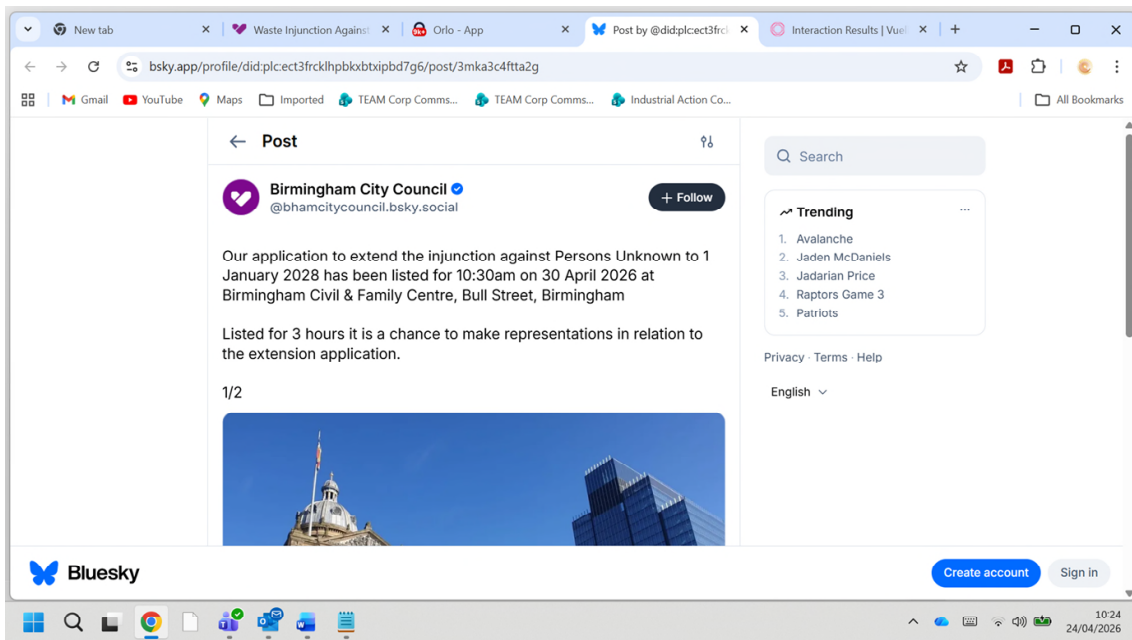 New tab
Waste Injunction Against
Orlo - App
Post by @did:plc:ect3frckl
Interaction Results | Vuel
bsky.app/profile/did:plc:ect3frcklhpbkxbtxipbd7g6/post/3mka3c4ftta2g
Gmail
YouTube
Maps
Imported
TEAM Corp Comms...
TEAM Corp Comms...
Industrial Action Co...
All Bookmarks
Post
Birmingham City Council
@bhamcitycouncil.bsky.social
+ Follow
Our application to extend the injunction against Persons Unknown to 1
January 2028 has been listed for 10:30am on 30 April 2026 at
Birmingham Civil & Family Centre, Bull Street, Birmingham
Listed for 3 hours it is a chance to make representations in relation to
the extension application.
1/2
Search
Trending
1. Avalanche
2. Jaden McDaniels
3. Jadarian Price
4. Raptors Game 3
5. Patriots
Privacy · Terms · Help
English
Bluesky
Create account
Sign in
10:24
24/04/2026